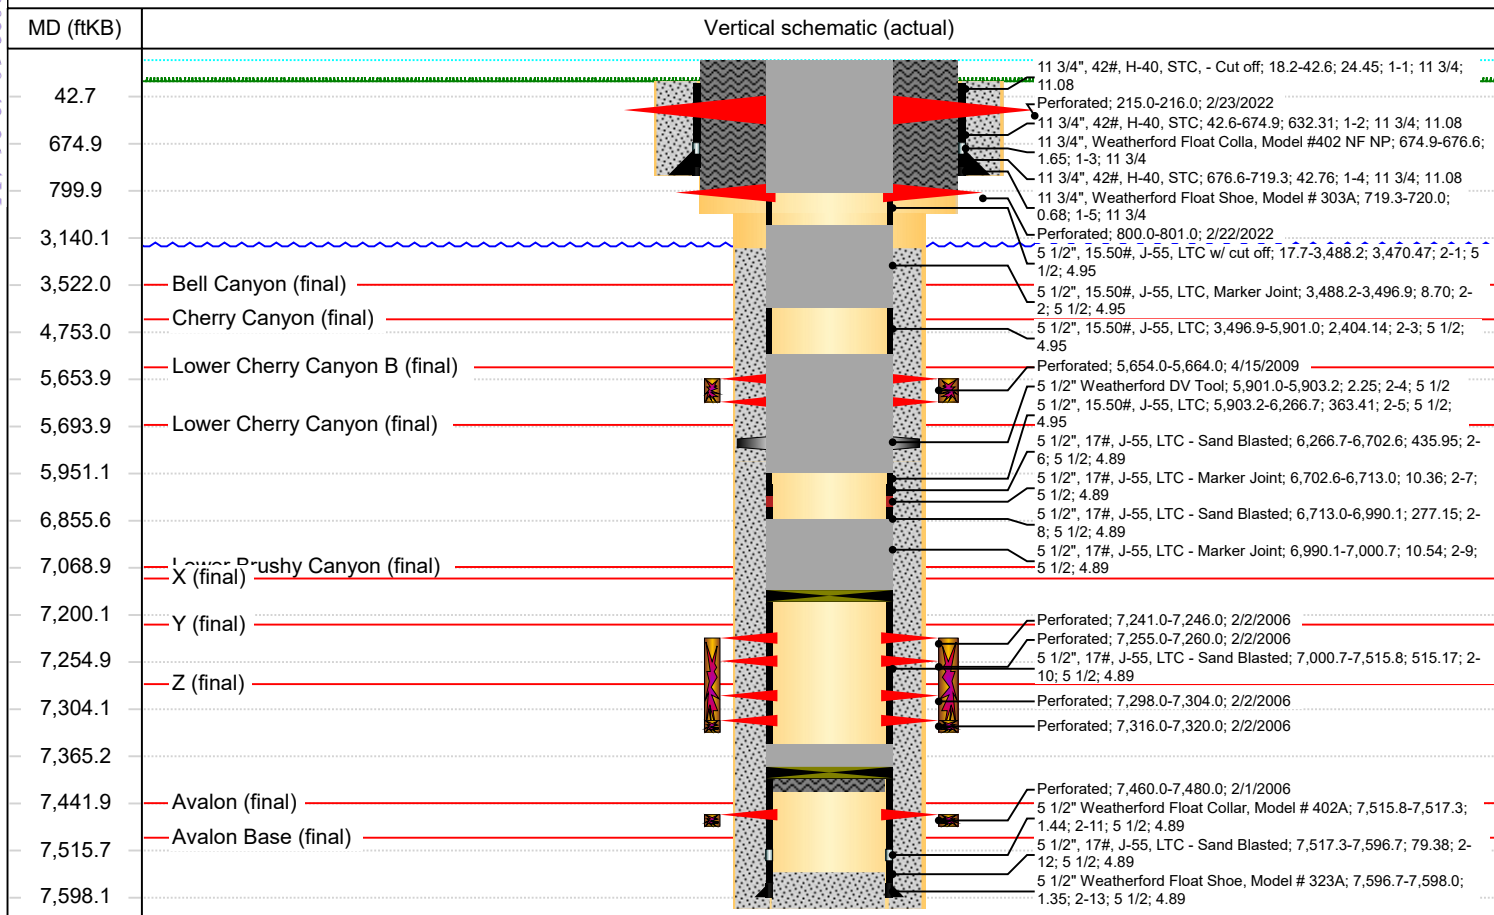 MD (ftKB)
Vertical schematic (actual)
42.7
674.9
799.9
3,140.1
3,522.0
4,753.0
5,653.9
5,693.9
5,951.1
6,855.6
7,068.9
7,200.1
7,254.9
7,304.1
7,365.2
7,441.9
7,515.7
7,598.1
Bell Canyon (final)
Cherry Canyon (final)
Lower Cherry Canyon B (final)
Lower Cherry Canyon (final)
Lower Brushy Canyon (final)
X (final)
Y (final)
Z (final)
Avalon (final)
Avalon Base (final)
11 3/4", 42#, H-40, STC, - Cut off; 18.2-42.6; 24.45; 1-1; 11 3/4;
11.08
Perforated; 215.0-216.0; 2/23/2022
11 3/4", 42#, H-40, STC; 42.6-674.9; 632.31; 1-2; 11 3/4; 11.08
11 3/4", Weatherford Float Colla, Model #402 NF NP; 674.9-676.6;
1.65; 1-3; 11 3/4
11 3/4", 42#, H-40, STC; 676.6-719.3; 42.76; 1-4; 11 3/4; 11.08
11 3/4", Weatherford Float Shoe, Model # 303A; 719.3-720.0;
0.68; 1-5; 11 3/4
Perforated; 800.0-801.0; 2/22/2022
5 1/2", 15.50#, J-55, LTC w/ cut off; 17.7-3,488.2; 3,470.47; 2-1; 5
1/2; 4.95
5 1/2", 15.50#, J-55, LTC, Marker Joint; 3,488.2-3,496.9; 8.70; 2-
2; 5 1/2; 4.95
5 1/2", 15.50#, J-55, LTC; 3,496.9-5,901.0; 2,404.14; 2-3; 5 1/2;
4.95
Perforated; 5,654.0-5,664.0; 4/15/2009
5 1/2" Weatherford DV Tool; 5,901.0-5,903.2; 2.25; 2-4; 5 1/2
5 1/2", 15.50#, J-55, LTC; 5,903.2-6,266.7; 363.41; 2-5; 5 1/2;
4.95
5 1/2", 17#, J-55, LTC - Sand Blasted; 6,266.7-6,702.6; 435.95; 2-
6; 5 1/2; 4.89
5 1/2", 17#, J-55, LTC - Marker Joint; 6,702.6-6,713.0; 10.36; 2-7;
5 1/2; 4.89
5 1/2", 17#, J-55, LTC - Sand Blasted; 6,713.0-6,990.1; 277.15; 2-
8; 5 1/2; 4.89
5 1/2", 17#, J-55, LTC - Marker Joint; 6,990.1-7,000.7; 10.54; 2-9;
5 1/2; 4.89
Perforated; 7,241.0-7,246.0; 2/2/2006
Perforated; 7,255.0-7,260.0; 2/2/2006
5 1/2", 17#, J-55, LTC - Sand Blasted; 7,000.7-7,515.8; 515.17; 2-
10; 5 1/2; 4.89
Perforated; 7,298.0-7,304.0; 2/2/2006
Perforated; 7,316.0-7,320.0; 2/2/2006
Perforated; 7,460.0-7,480.0; 2/1/2006
5 1/2" Weatherford Float Collar, Model # 402A; 7,515.8-7,517.3;
1.44; 2-11; 5 1/2; 4.89
5 1/2", 17#, J-55, LTC - Sand Blasted; 7,517.3-7,596.7; 79.38; 2-
12; 5 1/2; 4.89
5 1/2" Weatherford Float Shoe, Model # 323A; 7,596.7-7,598.0;
1.35; 2-13; 5 1/2; 4.89